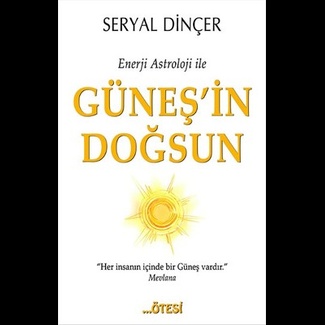 SERYAL DİNÇER
Enerji Astroloji ile
GÜNEŞ’İN
DOĞSUN
“Her insanın içinde bir Güneş vardır.”
Mevlana
...ÖTESİ